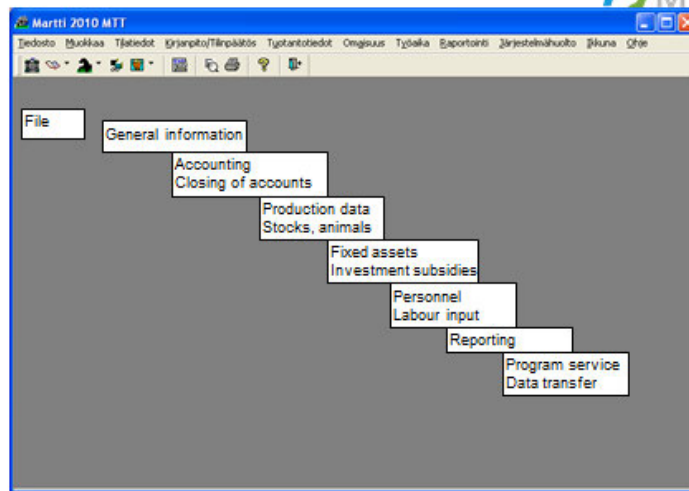 Martti 2010 MTT
Tiedosto Muokkaa Tilatiedot Kirjanpito/Tilinpäätös Tuotantotiedot Omaisuus Työaika Raportointi Järjestelmähuolto Ikkuna Ohje
File
General information
Accounting
Closing of accounts
Production data
Stocks, animals
Fixed assets
Investment subsidies
Personnel
Labour input
Reporting
Program service
Data transfer